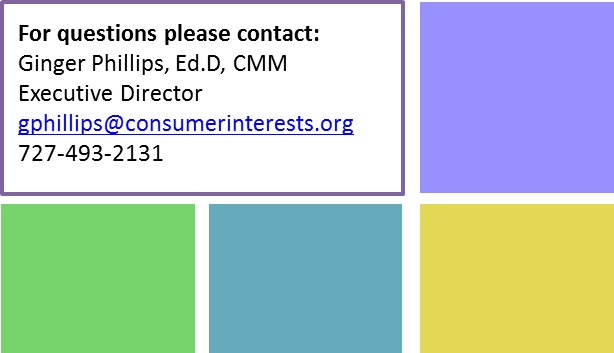 For questions please contact:
Ginger Phillips, Ed.D, CMM
Executive Director
gphillips@consumerinterests.org
727-493-2131